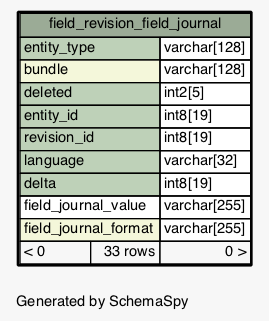 field_revision_field_journal
entity_type varchar[128]
bundle varchar[128]
deleted int2[5]
entity_id int8[19]
revision_id int8[19]
language varchar[32]
delta int8[19]
field_journal_value varchar[255]
field_journal_format varchar[255]
< 0 33 rows 0 >
Generated by SchemaSpy